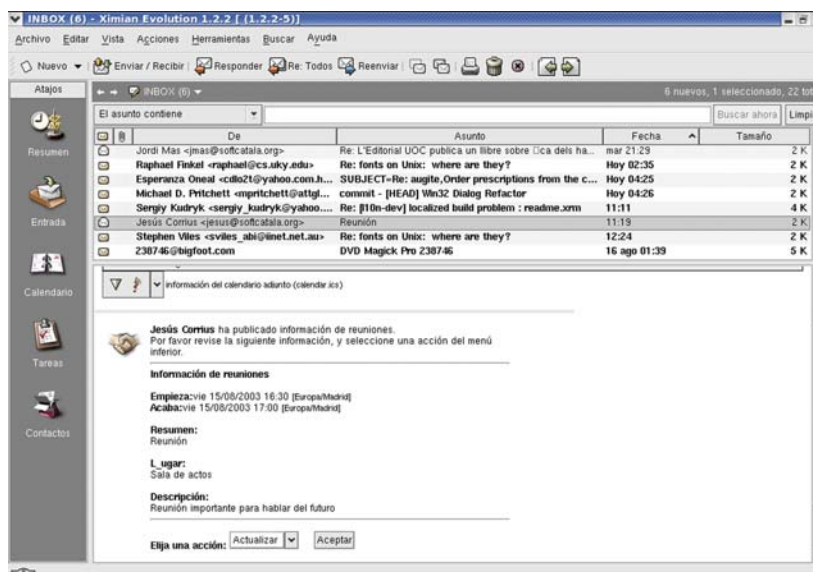 INBOX (6) - Ximian Evolution 1.2.2 [ (1.2.2-5)]
Archivo Editar Vista Acciones Herramientas Buscar Ayuda
Nuevo Enviar / Recibir Responder Re: Todos Reenviar
Atajos INBOX (6) 6 nuevos, 1 seleccionado, 22 tot
El asunto contiene Buscar ahora Limpi
De Asunto Fecha Tamaño
Jordi Mas <jmas@softcatala.org> Re: L'Editorial UOC publica un llibre sobre □ca dels ha... mar 21:29 2 K
Raphael Finkel <raphael@cs.uky.edu> Re: fonts on Unix: where are they? Hoy 02:35 2 K
Esperanza Oneal <cdlo2t@yahoo.com.h... SUBJECT=Re: augite,Order prescriptions from the c... Hoy 04:25 2 K
Michael D. Pritchett <mpritchett@attgl... commit - [HEAD] Win32 Dialog Refactor Hoy 04:26 2 K
Sergiy Kudryk <sergiy_kudryk@yahoo.... Re: [l10n-dev] localized build problem : readme.xrm 11:11 4 K
Jesús Corrius <jesus@softcatala.org> Reunión 11:19 2 K
Stephen Viles <sviles_abi@iinet.net.au> Re: fonts on Unix: where are they? 12:24 2 K
238746@bigfoot.com DVD Magick Pro 238746 16 ago 01:39 5 K
Resumen
Entrada
Calendario
Tareas
Contactos
información del calendario adjunto (calendar.ics)
Jesús Corrius ha publicado información de reuniones.
Por favor revise la siguiente información, y seleccione una acción del menú
inferior.
Información de reuniones
Empieza:vie 15/08/2003 16:30 [Europa/Madrid]
Acaba:vie 15/08/2003 17:00 [Europa/Madrid]
Resumen:
Reunión
L_ugar:
Sala de actos
Descripción:
Reunión importante para hablar del futuro
Elija una acción: Actualizar Aceptar